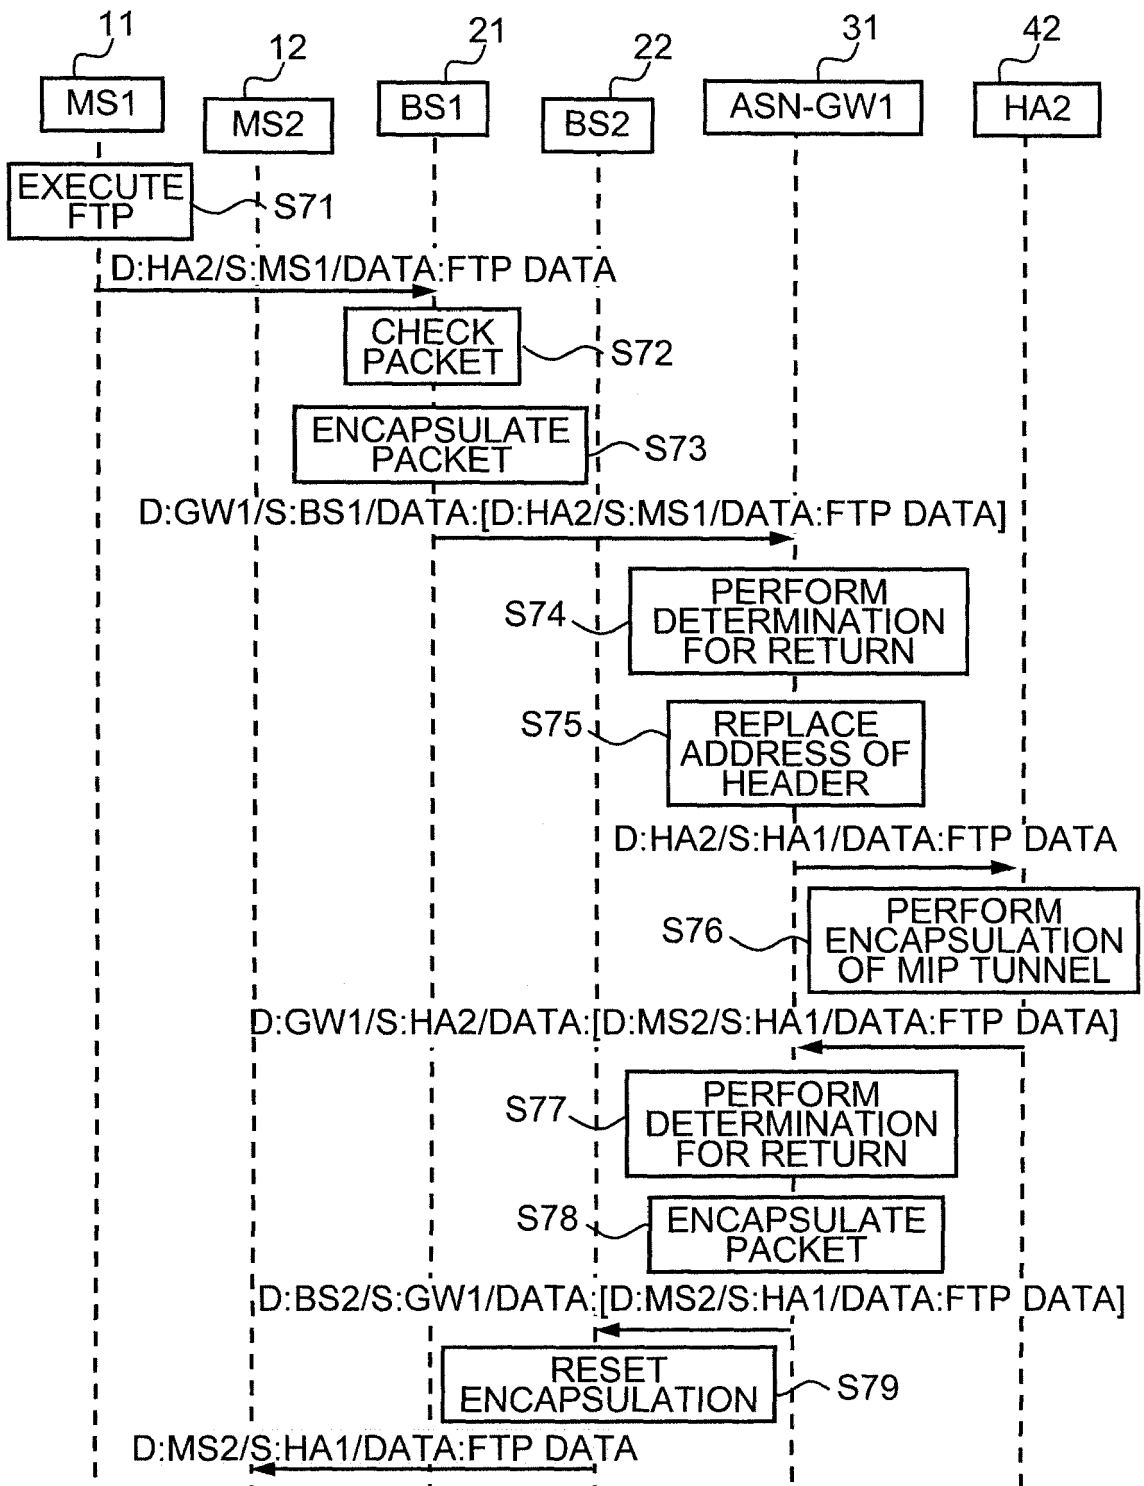 11
12
21
22
31
42
MS1
MS2
BS1
BS2
ASN-GW1
HA2
EXECUTE
FTP
S71
D:HA2/S:MS1/DATA:FTP DATA
CHECK
PACKET
S72
ENCAPSULATE
PACKET
S73
D:GW1/S:BS1/DATA:[D:HA2/S:MS1/DATA:FTP DATA]
S74
PERFORM
DETERMINATION
FOR RETURN
S75
REPLACE
ADDRESS OF
HEADER
D:HA2/S:HA1/DATA:FTP DATA
S76
PERFORM
ENCAPSULATION
OF MIP TUNNEL
D:GW1/S:HA2/DATA:[D:MS2/S:HA1/DATA:FTP DATA]
S77
PERFORM
DETERMINATION
FOR RETURN
S78
ENCAPSULATE
PACKET
D:BS2/S:GW1/DATA:[D:MS2/S:HA1/DATA:FTP DATA]
RESET
ENCAPSULATION
S79
D:MS2/S:HA1/DATA:FTP DATA